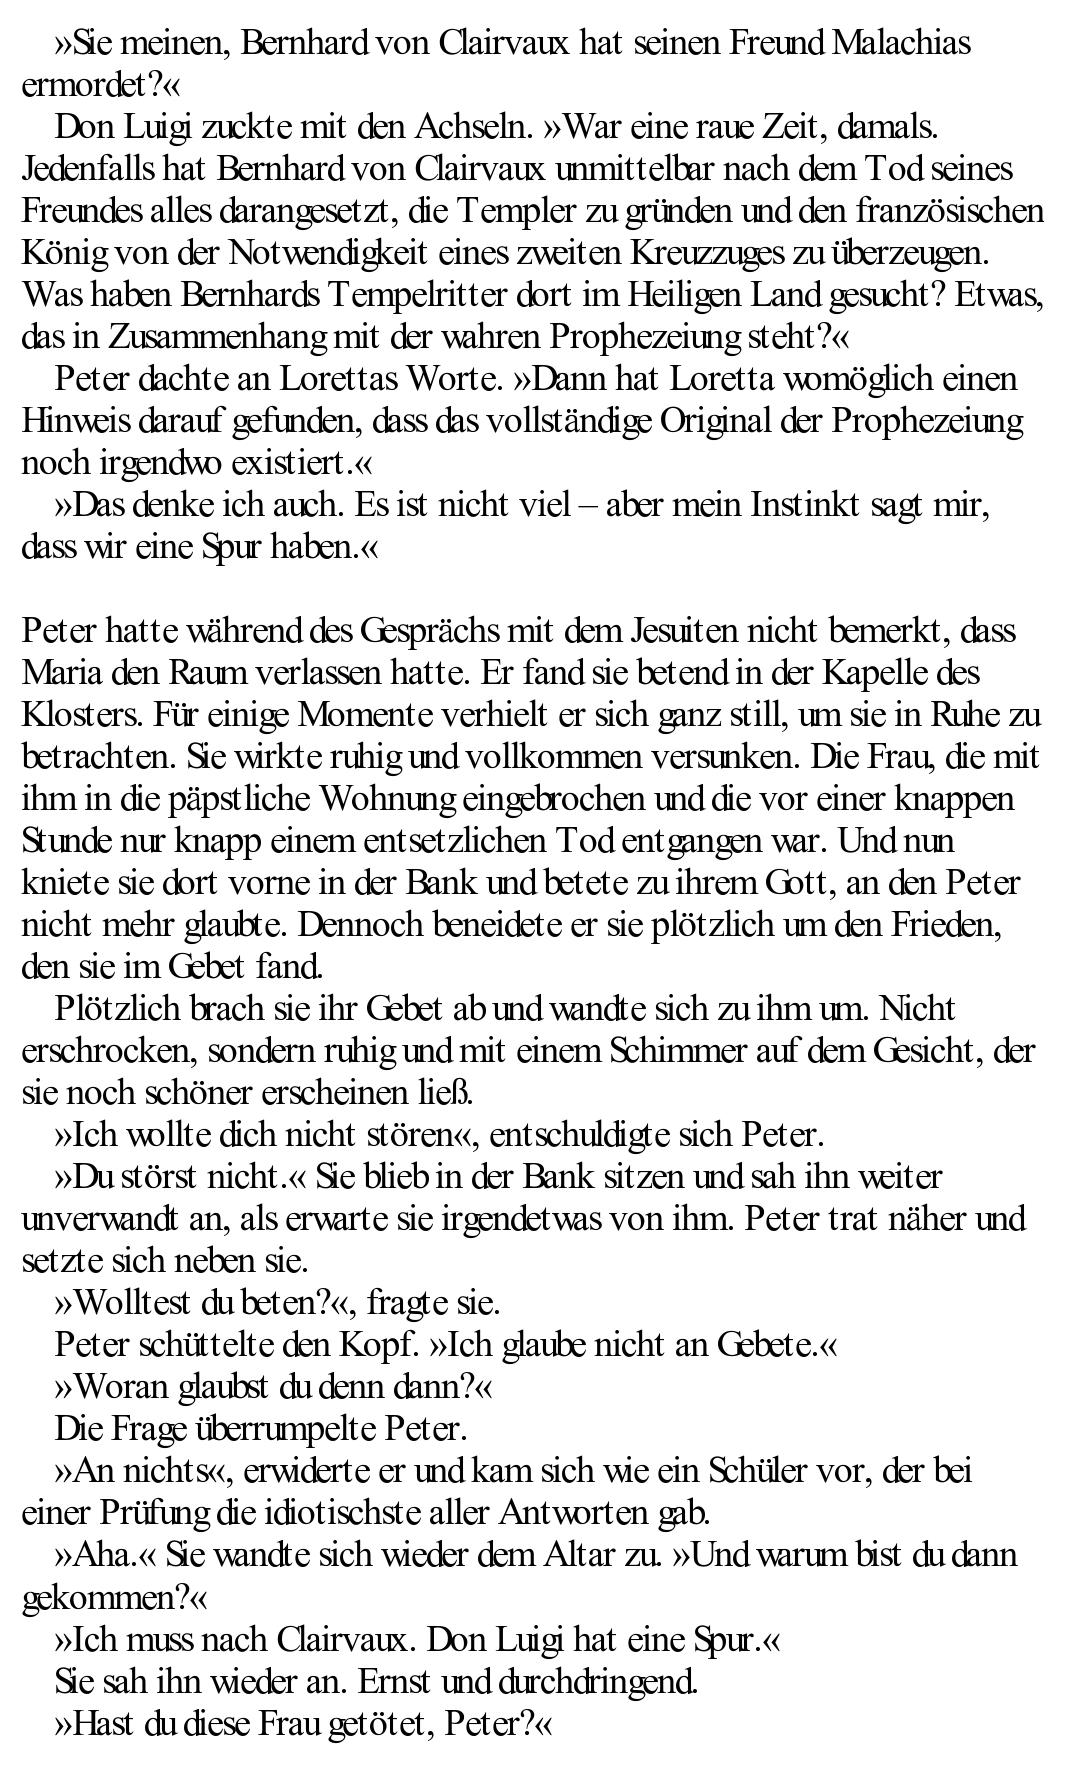 »Sie meinen, Bernhard von Clairvaux hat seinen Freund Malachias
ermordet?«
Don Luigi zuckte mit den Achseln. »War eine raue Zeit, damals.
Jedenfalls hat Bernhard von Clairvaux unmittelbar nach dem Tod seines
Freundes alles darangesetzt, die Templer zu gründen und den französischen
König von der Notwendigkeit eines zweiten Kreuzzuges zu überzeugen.
Was haben Bernhards Tempelritter dort im Heiligen Land gesucht? Etwas,
das in Zusammenhang mit der wahren Prophezeiung steht?«
Peter dachte an Lorettas Worte. »Dann hat Loretta womöglich einen
Hinweis darauf gefunden, dass das vollständige Original der Prophezeiung
noch irgendwo existiert.«
»Das denke ich auch. Es ist nicht viel – aber mein Instinkt sagt mir,
dass wir eine Spur haben.«
Peter hatte während des Gesprächs mit dem Jesuiten nicht bemerkt, dass
Maria den Raum verlassen hatte. Er fand sie betend in der Kapelle des
Klosters. Für einige Momente verhielt er sich ganz still, um sie in Ruhe zu
betrachten. Sie wirkte ruhig und vollkommen versunken. Die Frau, die mit
ihm in die päpstliche Wohnung eingebrochen und die vor einer knappen
Stunde nur knapp einem entsetzlichen Tod entgangen war. Und nun
kniete sie dort vorne in der Bank und betete zu ihrem Gott, an den Peter
nicht mehr glaubte. Dennoch beneidete er sie plötzlich um den Frieden,
den sie im Gebet fand.
Plötzlich brach sie ihr Gebet ab und wandte sich zu ihm um. Nicht
erschrocken, sondern ruhig und mit einem Schimmer auf dem Gesicht, der
sie noch schöner erscheinen ließ.
»Ich wollte dich nicht stören«, entschuldigte sich Peter.
»Du störst nicht.« Sie blieb in der Bank sitzen und sah ihn weiter
unverwandt an, als erwarte sie irgendetwas von ihm. Peter trat näher und
setzte sich neben sie.
»Wolltest du beten?«, fragte sie.
Peter schüttelte den Kopf. »Ich glaube nicht an Gebete.«
»Woran glaubst du denn dann?«
Die Frage überrumpelte Peter.
»An nichts«, erwiderte er und kam sich wie ein Schüler vor, der bei
einer Prüfung die idiotischste aller Antworten gab.
»Aha.« Sie wandte sich wieder dem Altar zu. »Und warum bist du dann
gekommen?«
»Ich muss nach Clairvaux. Don Luigi hat eine Spur.«
Sie sah ihn wieder an. Ernst und durchdringend.
»Hast du diese Frau getötet, Peter?«